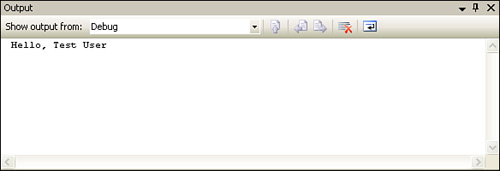 Output
Show output from: Debug
Hello, Test User